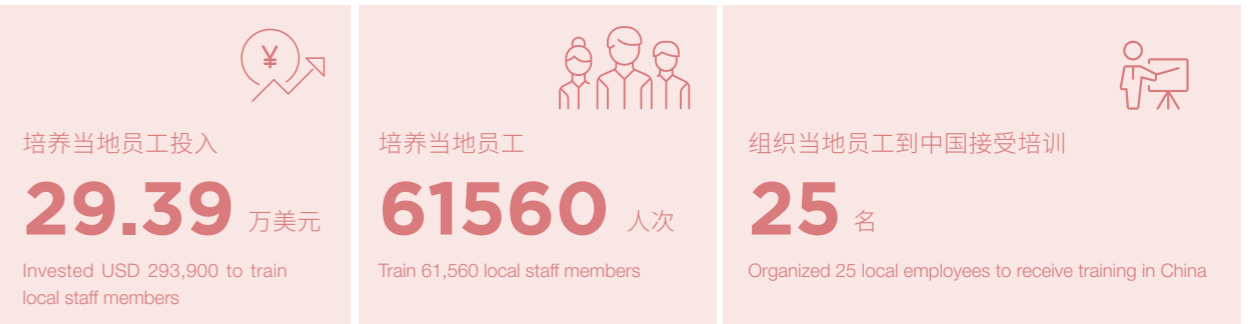 ¥
培养当地员工投入
29.39 万美元
Invested USD 293,900 to train
local staff members
培养当地员工
61560 人次
Train 61,560 local staff members
组织当地员工到中国接受培训
25 名
Organized 25 local employees to receive training in China